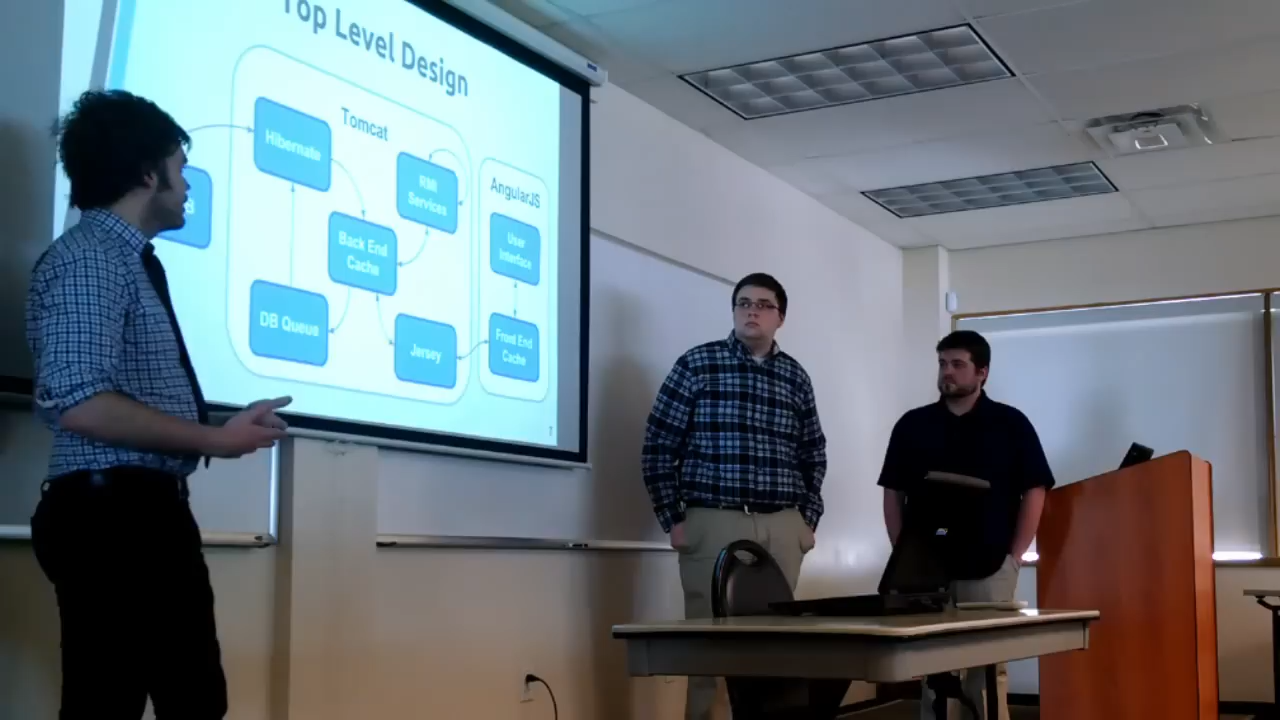 Top Level Design
Tomcat
Hibernate
RMI
Services
AngularJS
User
Interface
Back End
Cache
DB Queue
Jersey
Front End
Cache
7